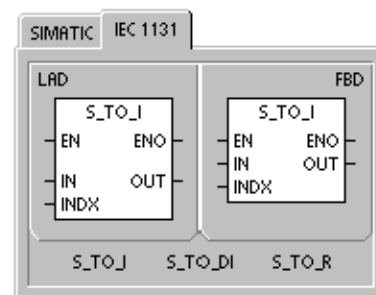 SIMATIC IEC 1131
LAD FBD
S_TO_I S_TO_I
EN ENO EN ENO
IN OUT IN OUT
INDX INDX
S_TO_I S_TO_DI S_TO_R